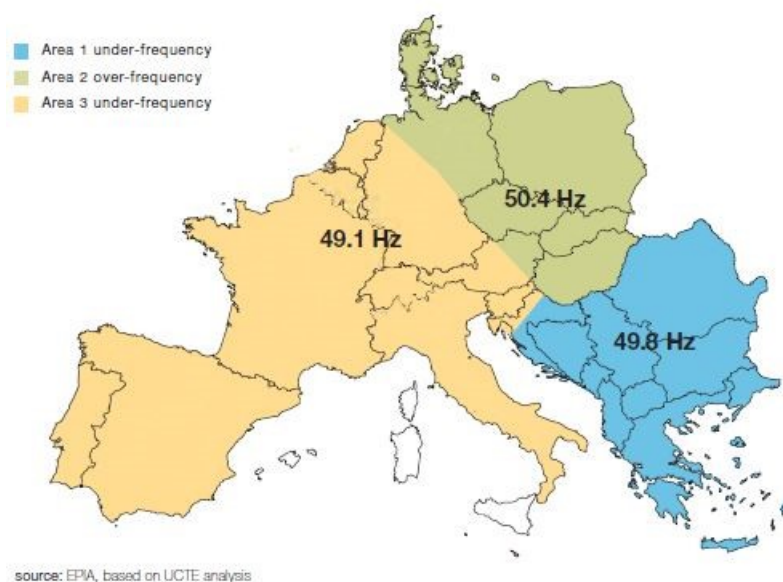 Area 1 under-frequency
Area 2 over-frequency
Area 3 under-frequency
50.4 Hz
49.1 Hz
49.8 Hz
source: EPIA, based on UCTE analysis